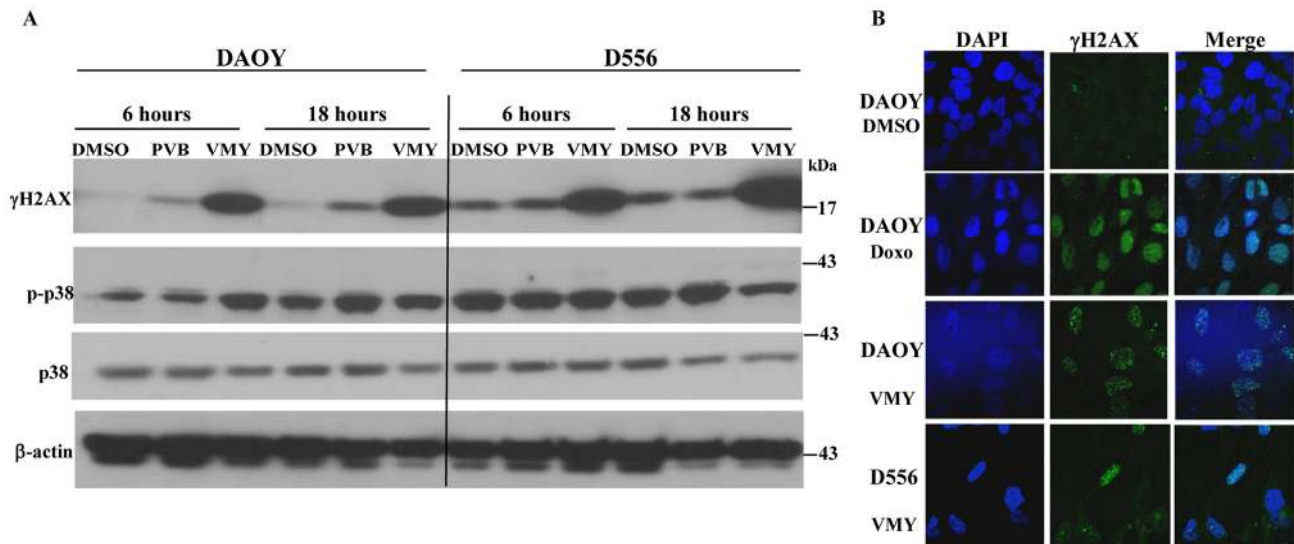 A
DAOY D556
6 hours 18 hours 6 hours 18 hours
DMSO PVB VMY DMSO PVB VMY DMSO PVB VMY DMSO PVB VMY
kDa
γH2AX
17
43
p-p38
43
p38
β-actin
43
B
DAPI γH2AX Merge
DAOY
DMSO
DAOY
Doxo
DAOY
VMY
D556
VMY